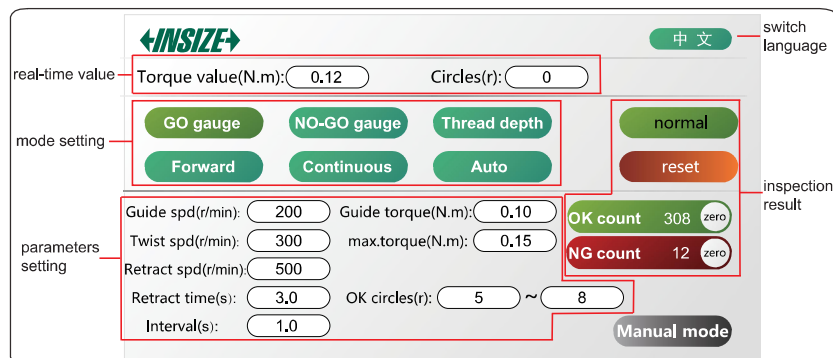 INSIZE
中 文
switch
language
real-time value
Torque value(N.m): 0.12 Circles(r): 0
mode setting
GO gauge NO-GO gauge Thread depth
Forward Continuous Auto
normal
reset
inspection
result
OK count 308 zero
NG count 12 zero
parameters
setting
Guide spd(r/min): 200 Guide torque(N.m): 0.10
Twist spd(r/min): 300 max.torque(N.m): 0.15
Retract spd(r/min): 500
Retract time(s): 3.0 OK circles(r): 5 ~ 8
Interval(s): 1.0
Manual mode